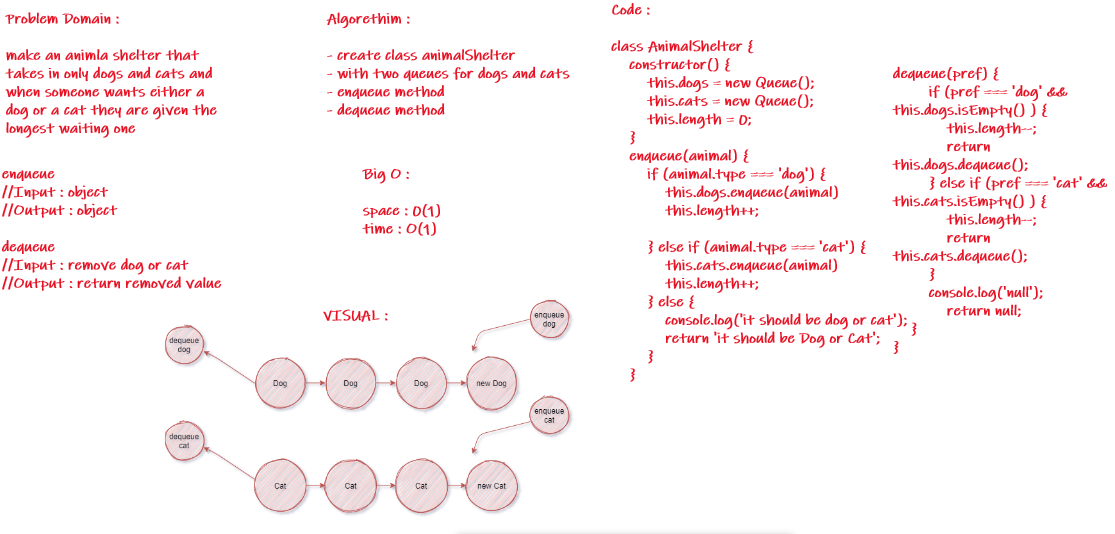 Problem Domain :
make an animla shelter that
takes in only dogs and cats and
when someone wants either a
dog or a cat they are given the
longest waiting one
enqueue
//Input : object
//Output : object
dequeue
//Input : remove dog or cat
//Output : return removed value
Algorethim :
- create class animalShelter
- with two queues for dogs and cats
- enqueue method
- dequeue method
Big O :
space : O(1)
time : O(1)
VISUAL :
enqueue
dog
dequeue
dog
Dog
Dog
Dog
new Dog
enqueue
cat
dequeue
cat
Cat
Cat
Cat
new Cat
Code :
class AnimalShelter {
constructor() {
this.dogs = new Queue();
this.cats = new Queue();
this.length = 0;
}
enqueue(animal) {
if (animal.type === 'dog') {
this.dogs.enqueue(animal)
this.length++;
} else if (animal.type === 'cat') {
this.cats.enqueue(animal)
this.length++;
} else {
console.log('it should be dog or cat');
return 'it should be Dog or Cat';
}
}
dequeue(pref) {
if (pref === 'dog' &&
this.dogs.isEmpty() ) {
this.length--;
return
this.dogs.dequeue();
} else if (pref === 'cat' &&
this.cats.isEmpty() ) {
this.length--;
return
this.cats.dequeue();
}
console.log('null');
return null;
}
}